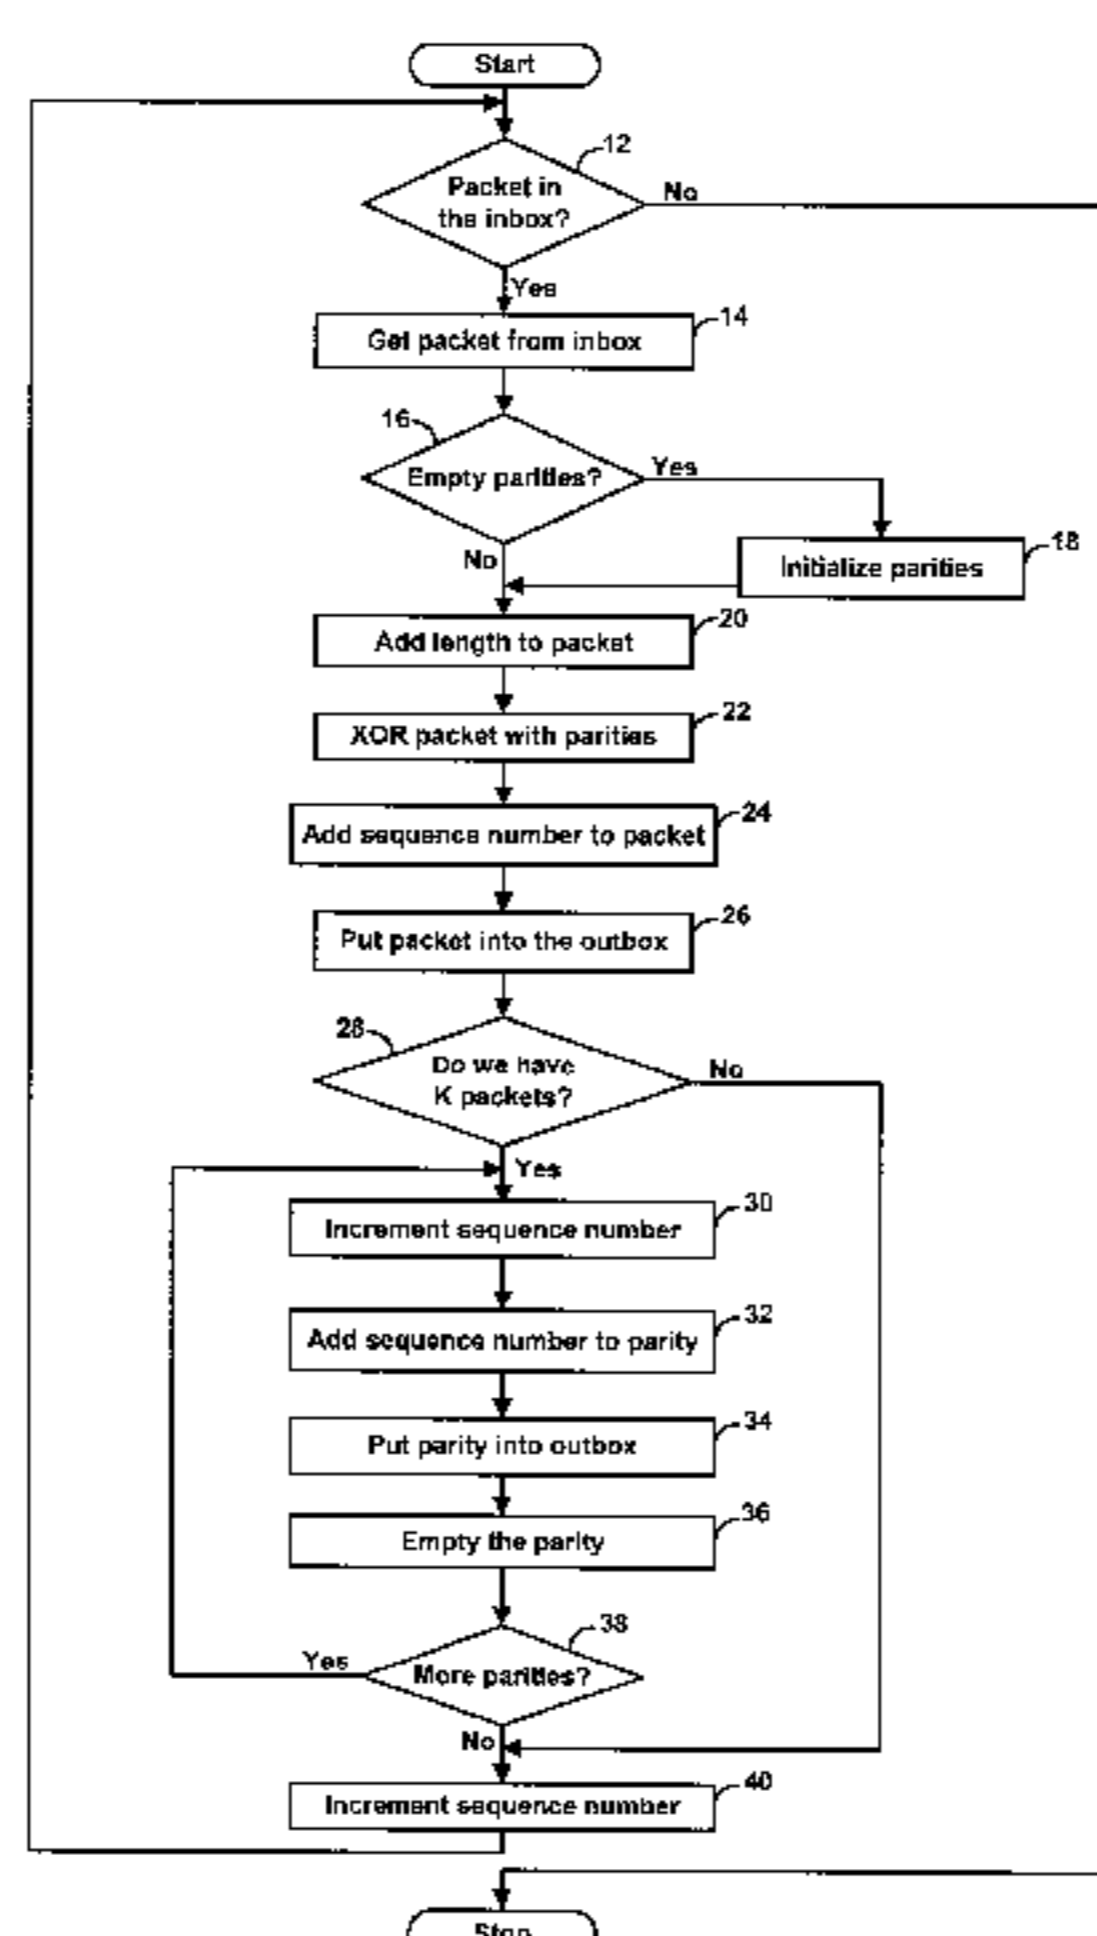 Start
12
Packet in
the inbox?
No
Yes
14
Get packet from inbox
16
Empty parities?
Yes
No
18
Initialize parities
20
Add length to packet
22
XOR packet with parities
24
Add sequence number to packet
26
Put packet into the outbox
28
Do we have
K packets?
No
Yes
30
Increment sequence number
32
Add sequence number to parity
34
Put parity into outbox
36
Empty the parity
38
More parities?
Yes
No
40
Increment sequence number
Stop